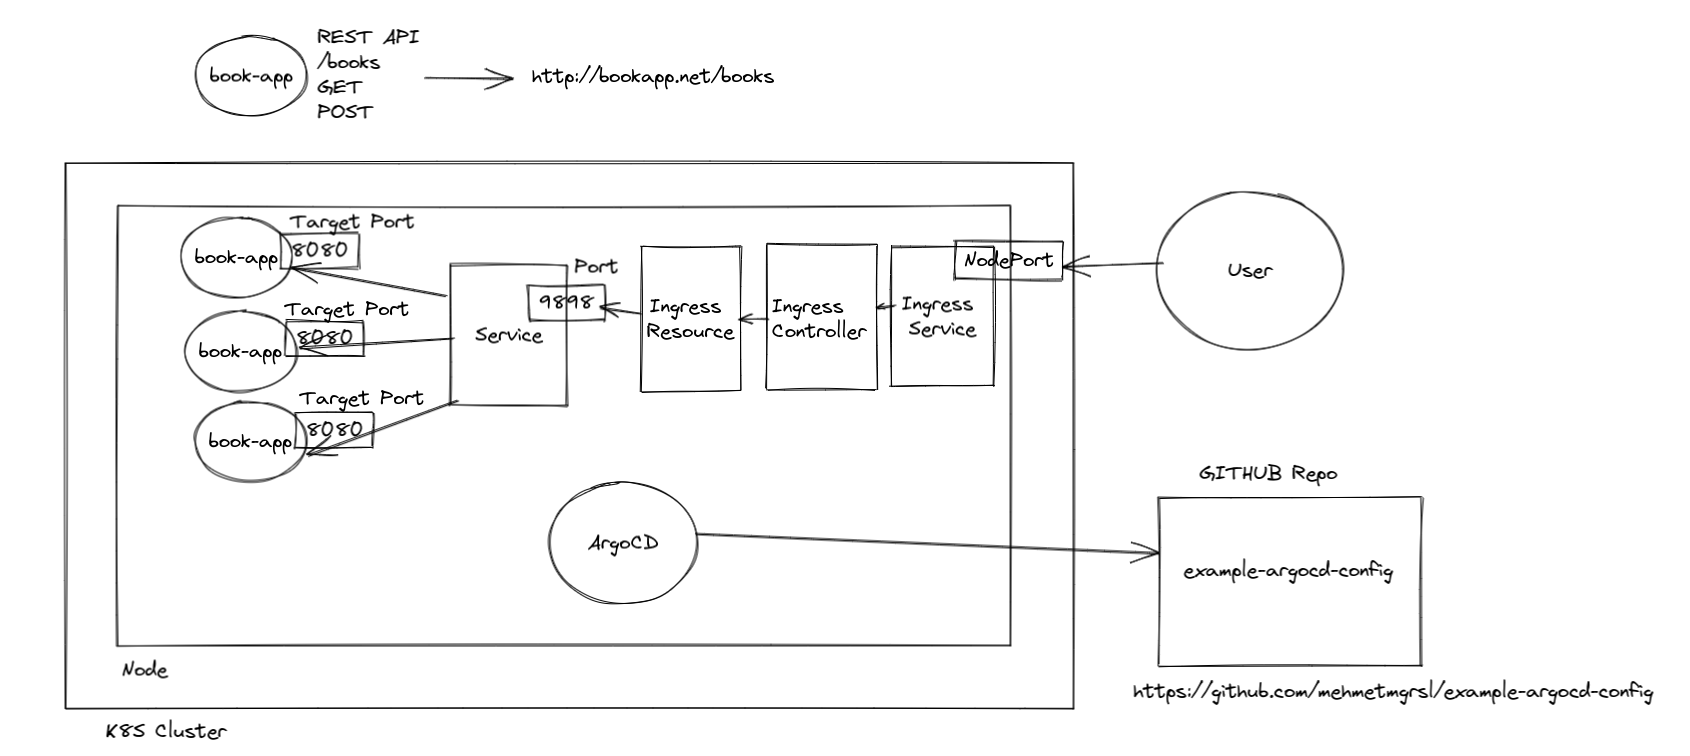 REST API
/books
GET
POST
book-app
http://bookapp.net/books
Target Port
8080
book-app
Target Port
8080
book-app
Target Port
8080
book-app
Port
9898
Service
Ingress
Resource
Ingress
Controller
Ingress
Service
NodePort
User
ArgoCD
GITHUB Repo
example-argocd-config
https://github.com/mehmetmgrsl/example-argocd-config
Node
K8S Cluster